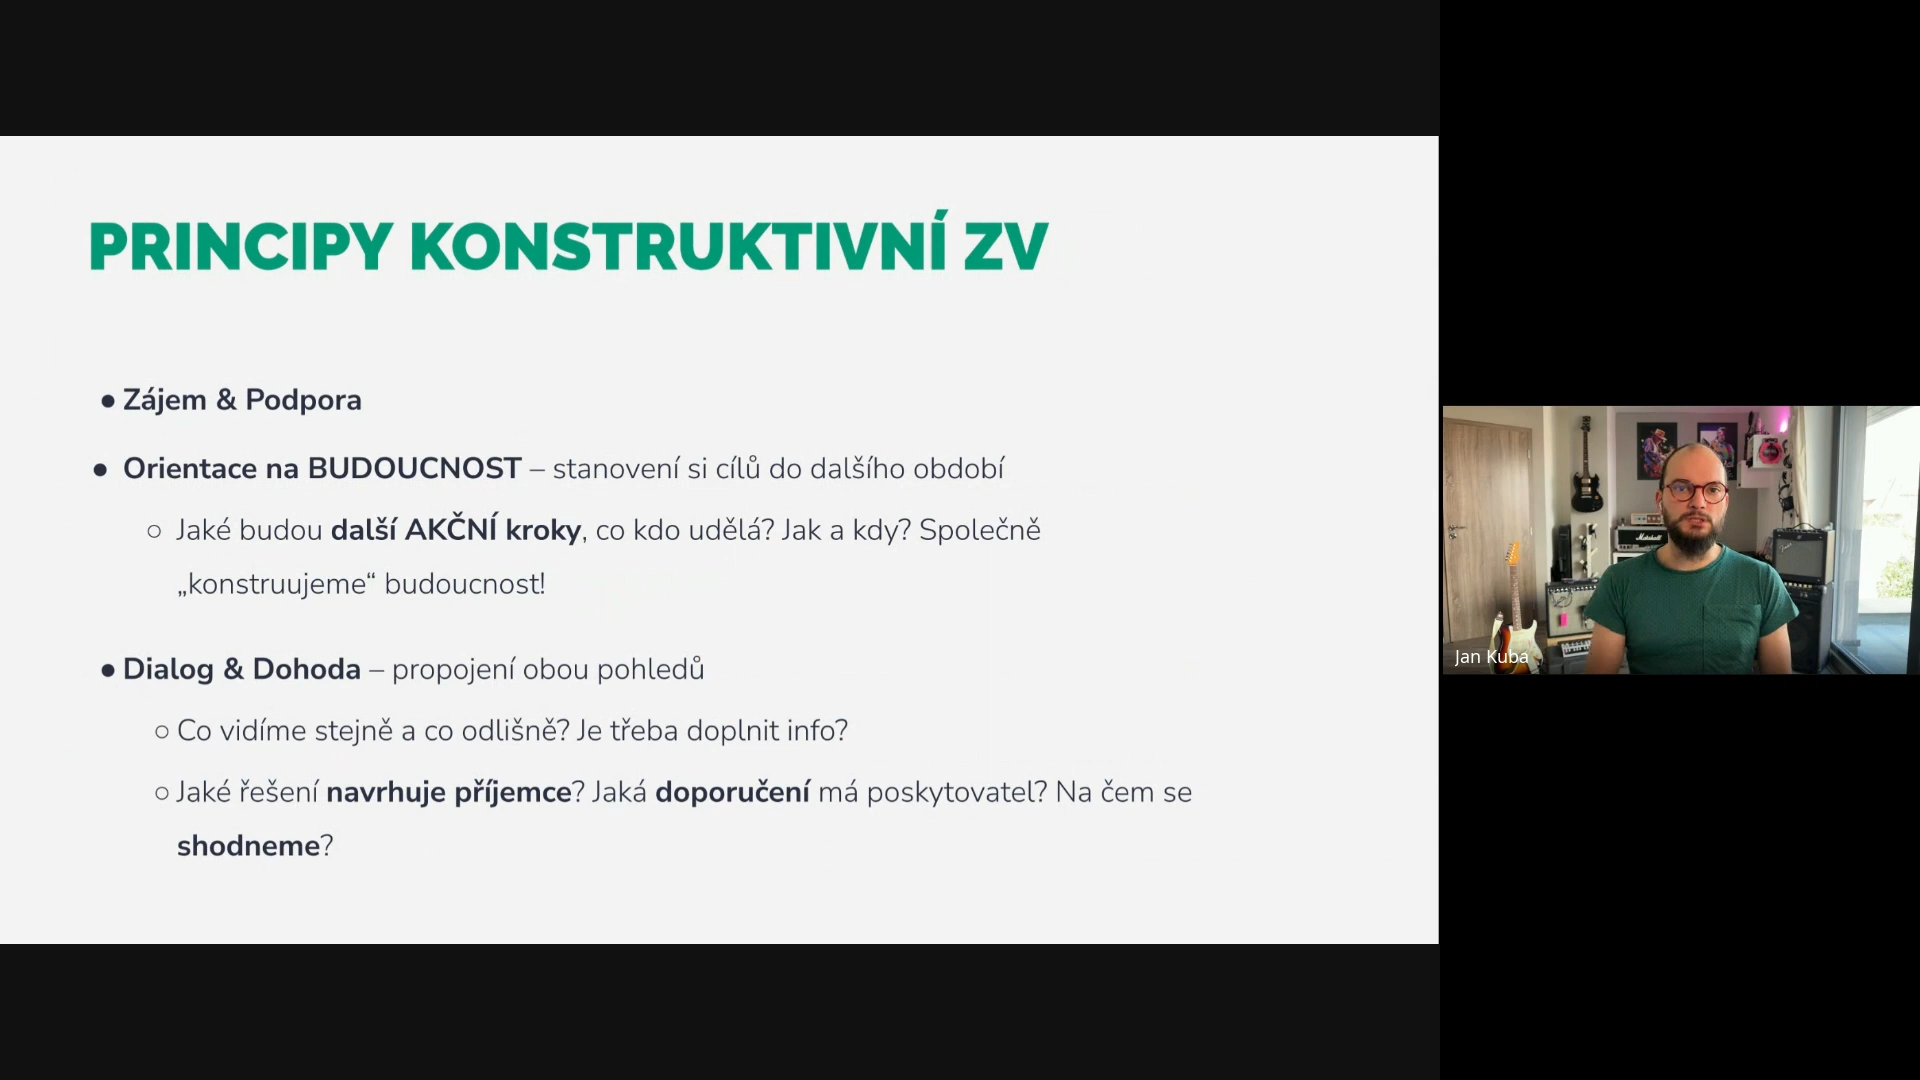 PRINCIPY KONSTRUKTIVNÍ ZV
● Zájem & Podpora
● Orientace na BUDOUCNOST – stanovení si cílů do dalšího období
○ Jaké budou další AKČNÍ kroky, co kdo udělá? Jak a kdy? Společně
„konstruujeme“ budoucnost!
● Dialog & Dohoda – propojení obou pohledů
○ Co vidíme stejně a co odlišně? Je třeba doplnit info?
○ Jaké řešení navrhuje příjemce? Jaká doporučení má poskytovatel? Na čem se
shodneme?
Marshall
Fender
Jan Kuba